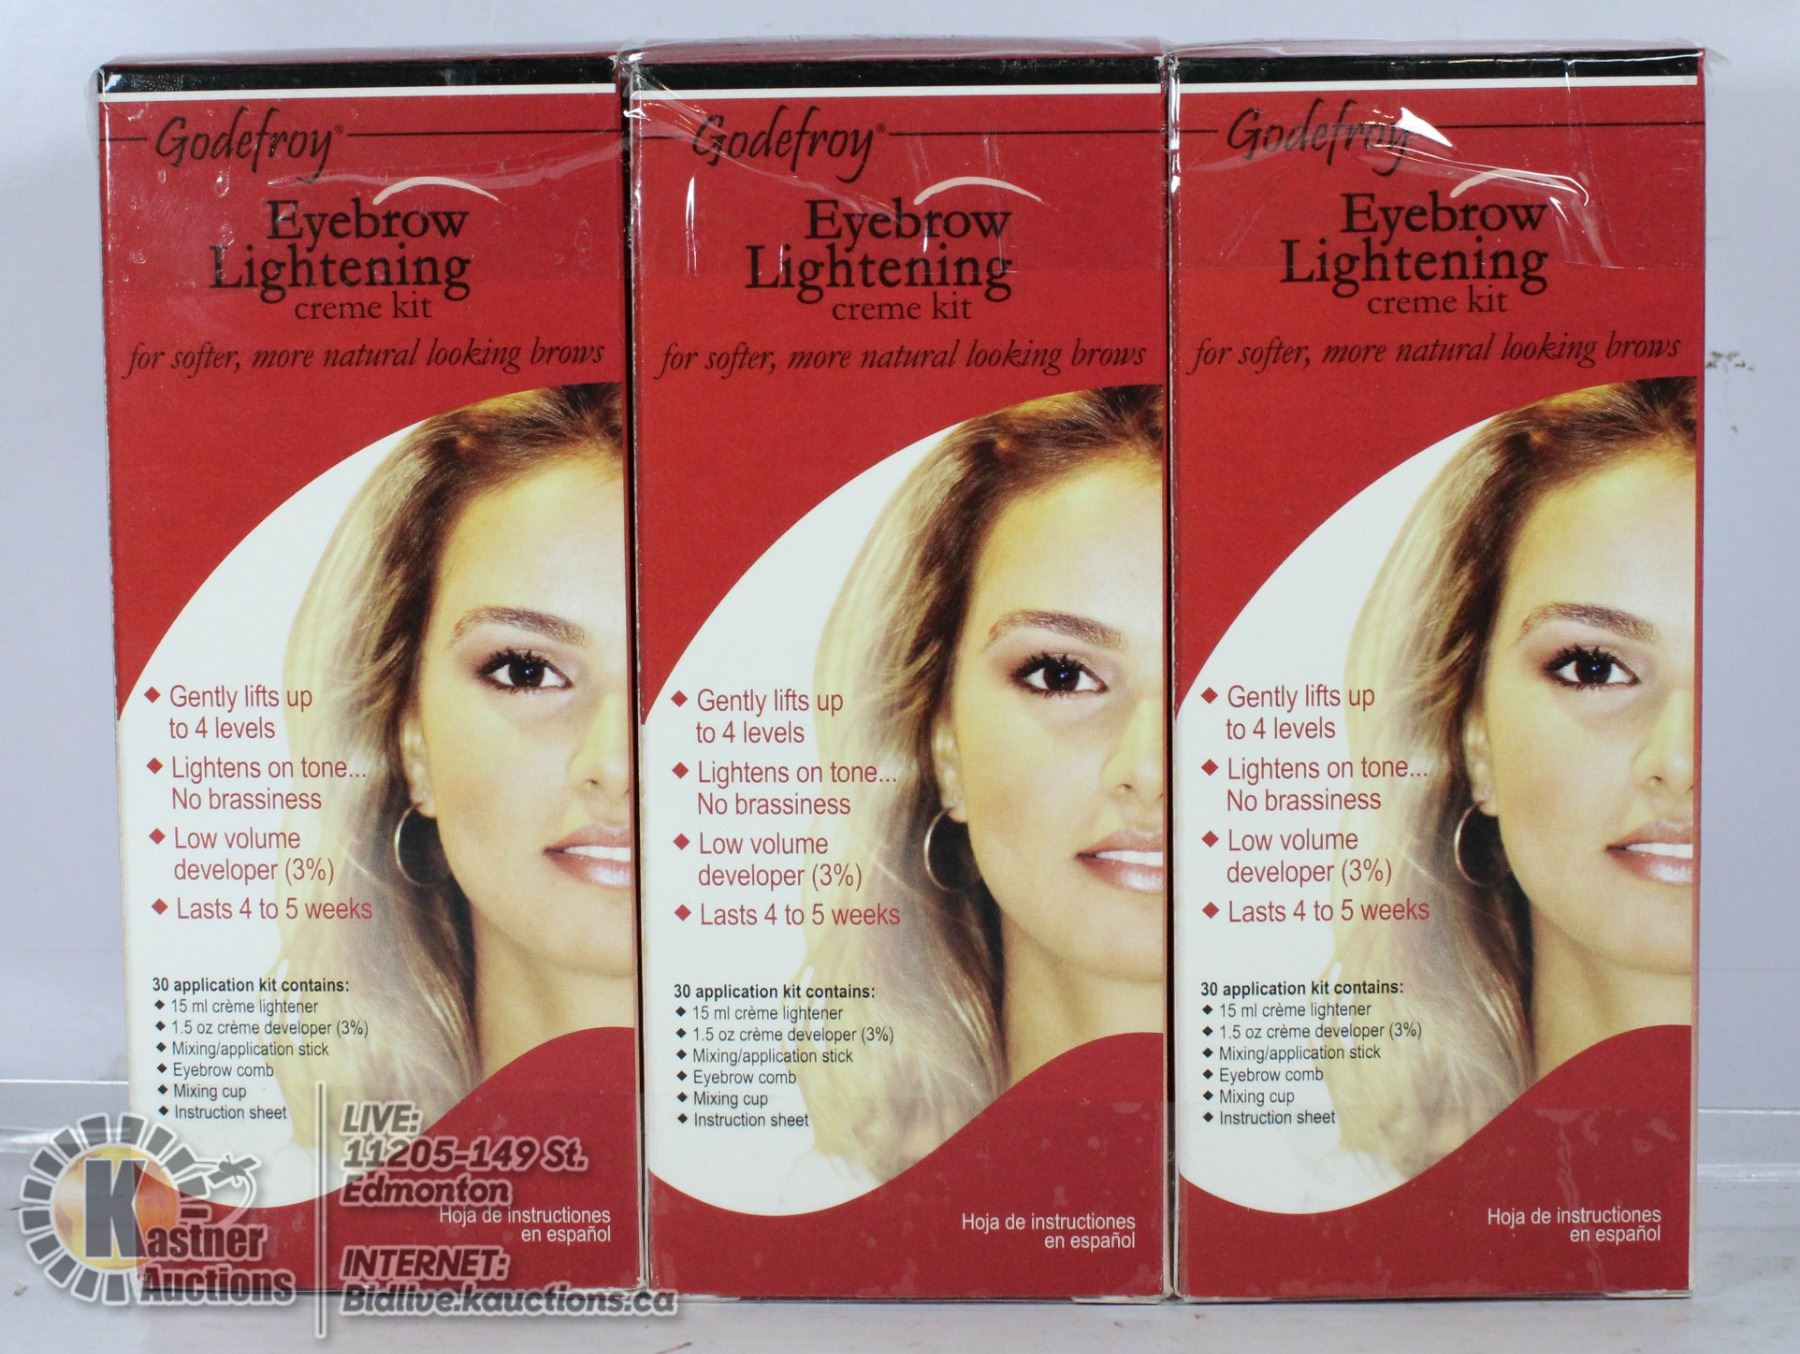 Godefroy®
Eyebrow
Lightening
creme kit
for softer, more natural looking brows
Gently lifts up
to 4 levels
Lightens on tone...
No brassiness
Low volume
developer (3%)
Lasts 4 to 5 weeks
30 application kit contains:
15 ml crème lightener
1.5 oz crème developer (3%)
Mixing/application stick
Eyebrow comb
Mixing cup
Instruction sheet
Hoja de instructiones
en español
Godefroy®
Eyebrow
Lightening
creme kit
for softer, more natural looking brows
Gently lifts up
to 4 levels
Lightens on tone...
No brassiness
Low volume
developer (3%)
Lasts 4 to 5 weeks
30 application kit contains:
15 ml crème lightener
1.5 oz crème developer (3%)
Mixing/application stick
Eyebrow comb
Mixing cup
Instruction sheet
Hoja de instructiones
en español
Godefroy
Eyebrow
Lightening
creme kit
for softer, more natural looking brows
Gently lifts up
to 4 levels
Lightens on tone...
No brassiness
Low volume
developer (3%)
Lasts 4 to 5 weeks
30 application kit contains:
15 ml crème lightener
1.5 oz crème developer (3%)
Mixing/application stick
Eyebrow comb
Mixing cup
Instruction sheet
Hoja de instructiones
en español
Kastner
Auctions
LIVE:
11205-149 St.
Edmonton
INTERNET:
Bidlive.kauctions.ca